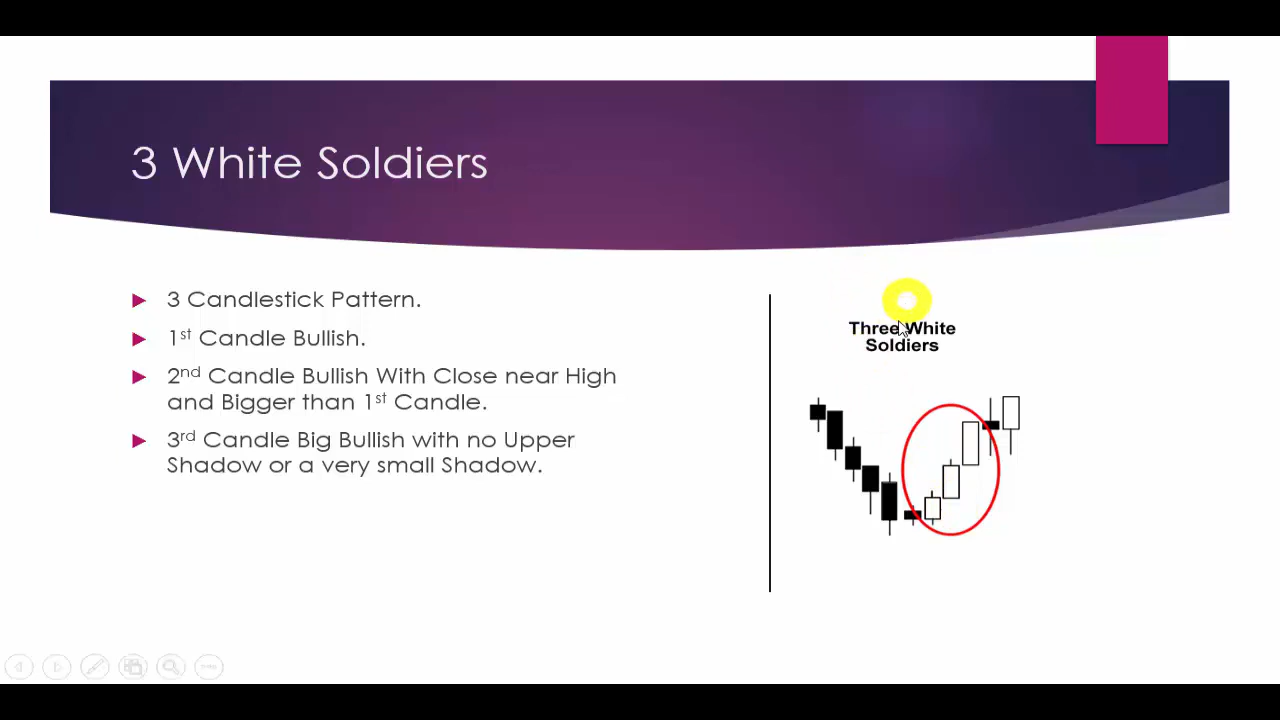 3 White Soldiers
3 Candlestick Pattern.
1st Candle Bullish.
2nd Candle Bullish With Close near High
and Bigger than 1st Candle.
3rd Candle Big Bullish with no Upper
Shadow or a very small Shadow.
Three White
Soldiers